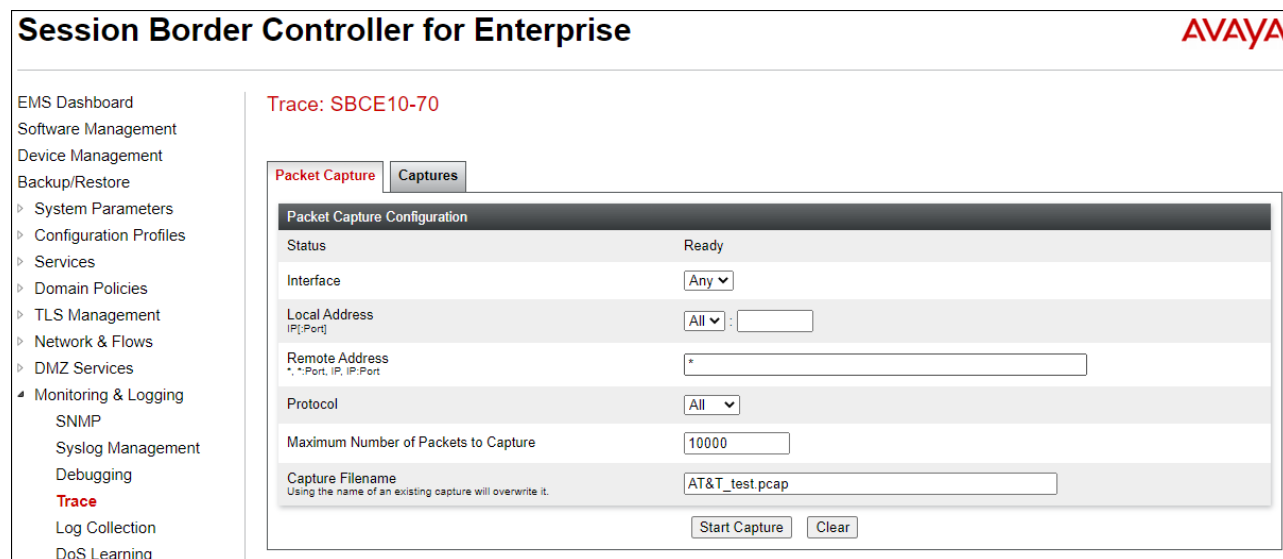 Session Border Controller for Enterprise
AVAYA
EMS Dashboard
Software Management
Device Management
Backup/Restore
System Parameters
Configuration Profiles
Services
Domain Policies
TLS Management
Network & Flows
DMZ Services
Monitoring & Logging
SNMP
Syslog Management
Debugging
Trace
Log Collection
DoS Learning
Trace: SBCE10-70
Packet Capture Captures
Packet Capture Configuration
Status Ready
Interface Any
Local Address All :
IP[:Port]
Remote Address *
*, *:Port, IP, IP:Port
Protocol All
Maximum Number of Packets to Capture 10000
Capture Filename AT&T_test.pcap
Using the name of an existing capture will overwrite it.
Start Capture Clear